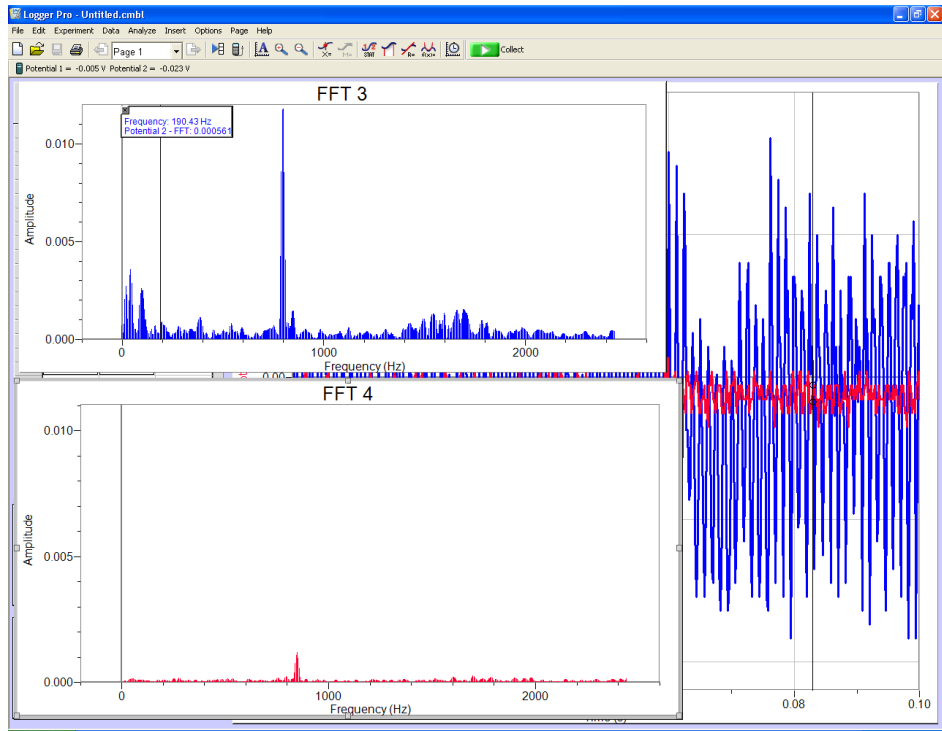 Logger Pro - Untitled.cmbl
File Edit Experiment Data Analyze Insert Options Page Help
Page 1
Collect
Potential 1 = -0.005 V Potential 2 = -0.023 V
FFT 3
Frequency: 190.43 Hz
Potential 2 - FFT: 0.000561
0.010
0.005
0.000
Amplitude
0 1000 2000
Frequency (Hz)
0.00
FFT 4
0.010
0.005
0.000
Amplitude
0 1000 2000
Frequency (Hz)
0.08 0.10